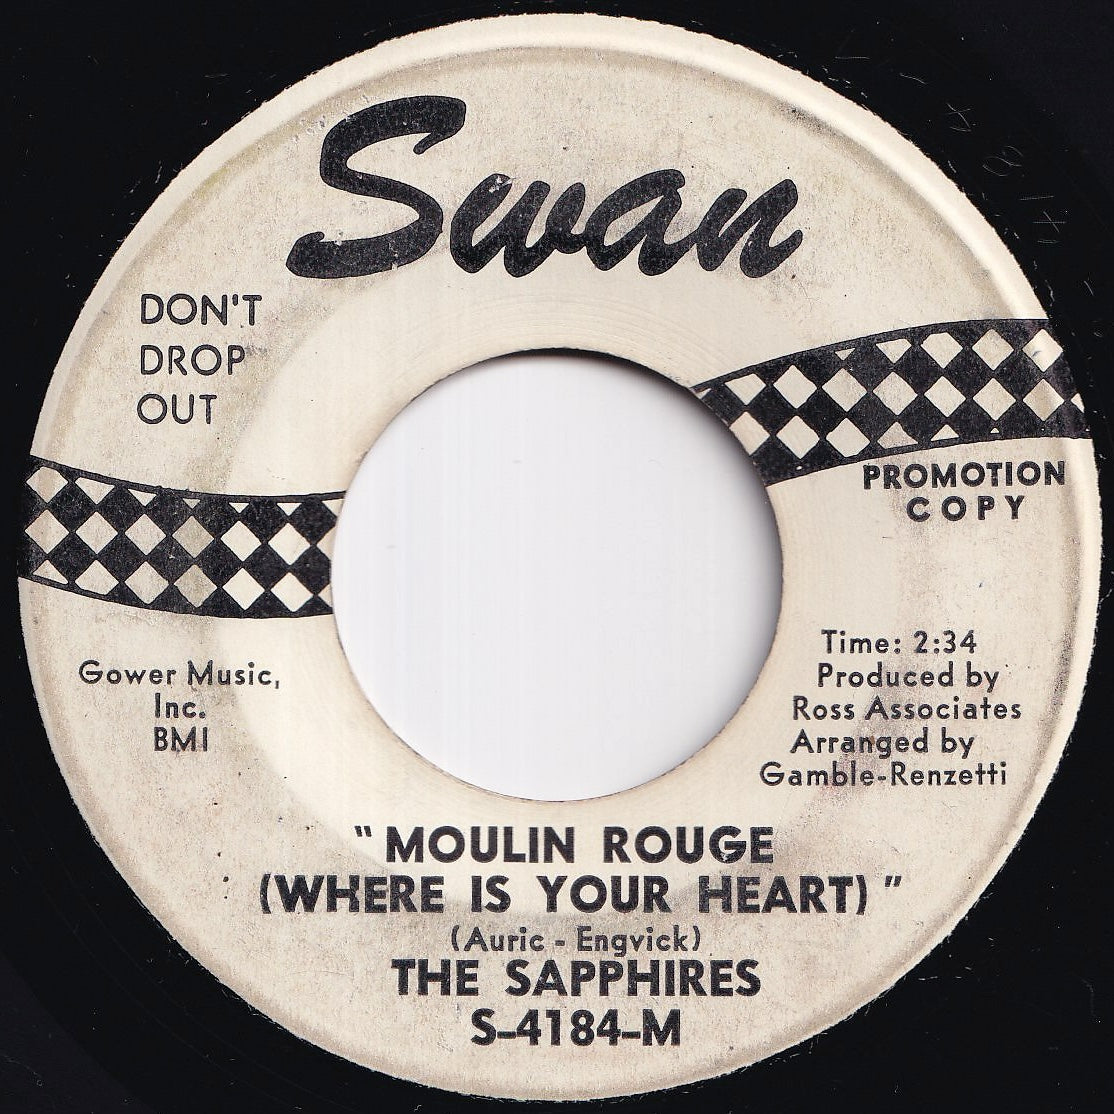 Swan
DON'T
DROP
OUT
PROMOTION
COPY
Gower Music,
Inc.
BMI
Time: 2:34
Produced by
Ross Associates
Arranged by
Gamble-Renzetti
"MOULIN ROUGE
(WHERE IS YOUR HEART)"
(Auric - Engvick)
THE SAPPHIRES
S-4184-M